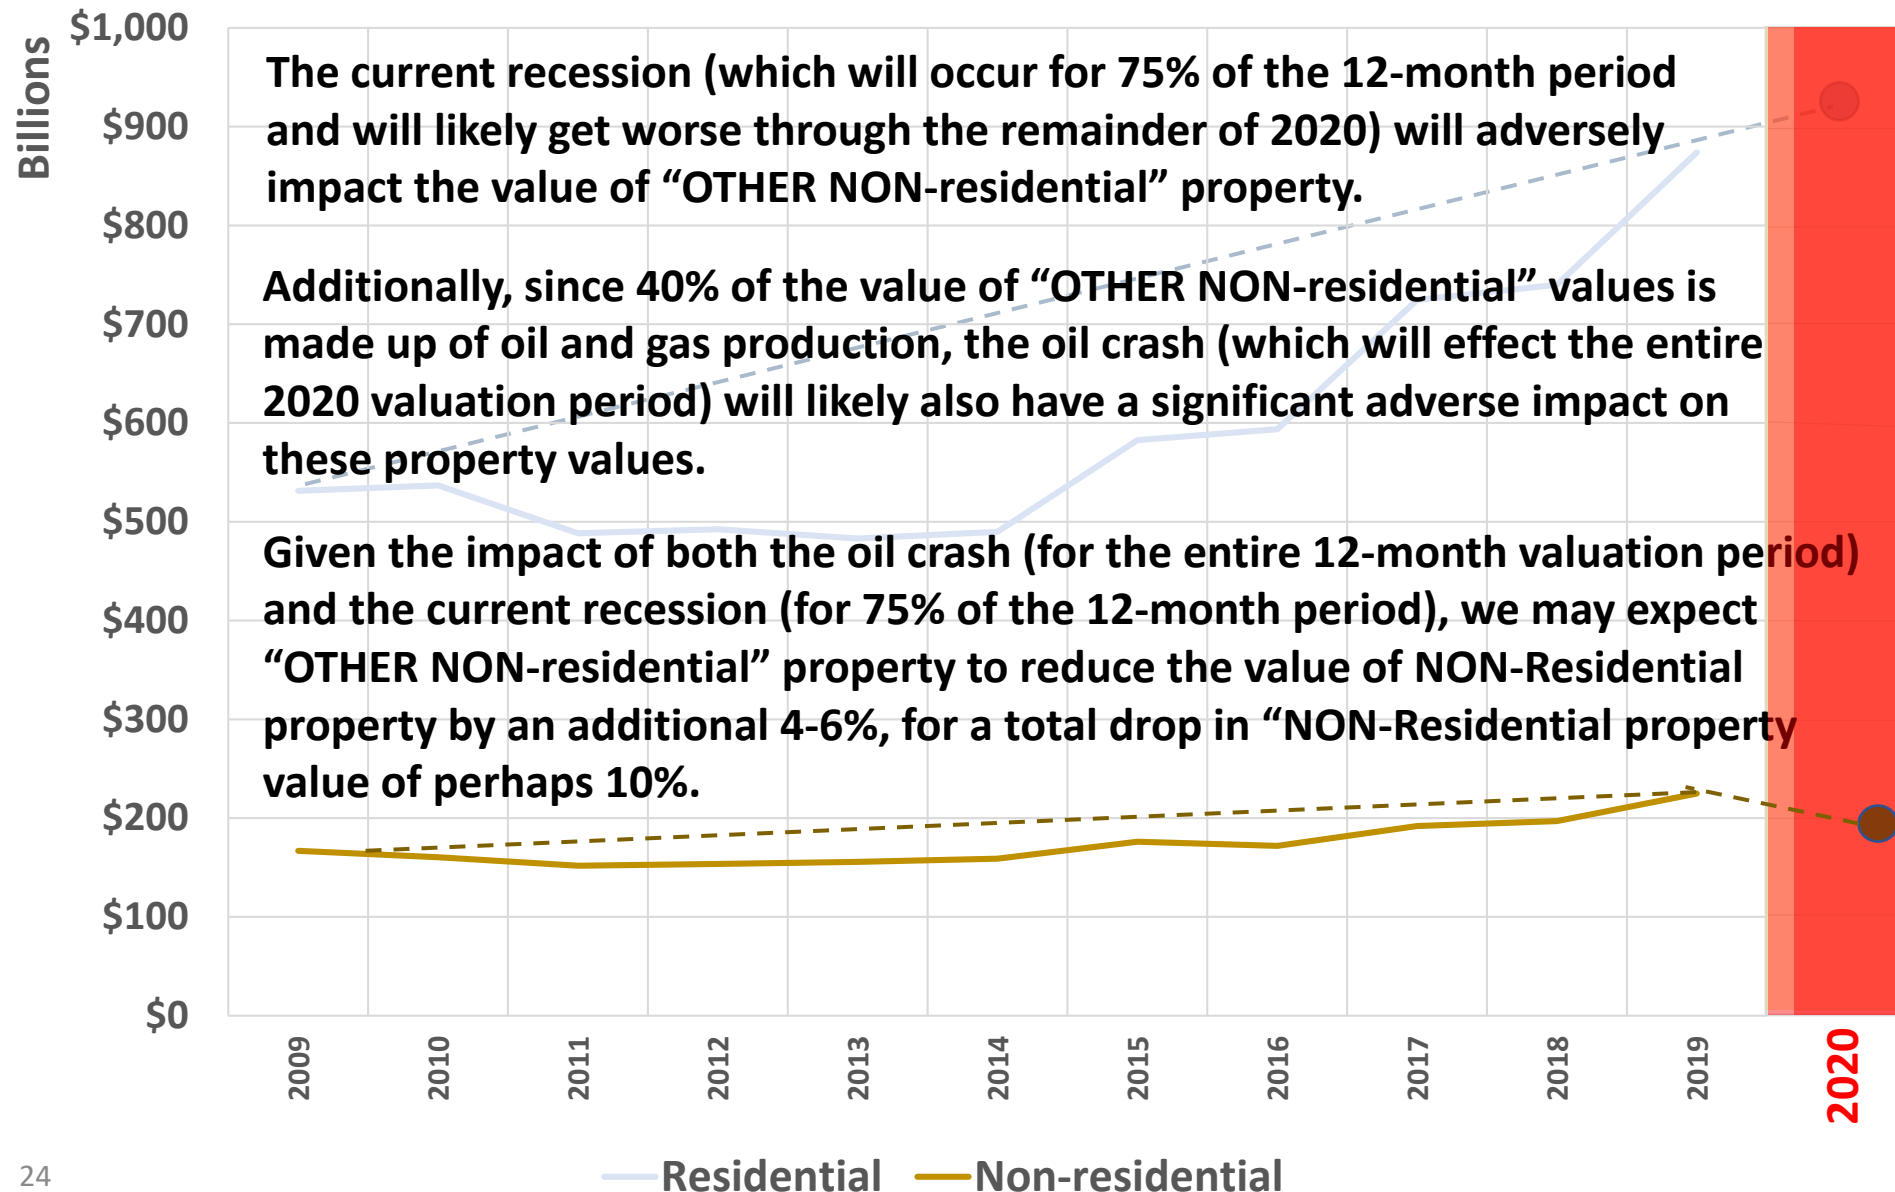 Billions
$1,000
$900
$800
$700
$600
$500
$400
$300
$200
$100
$0
The current recession (which will occur for 75% of the 12-month period
and will likely get worse through the remainder of 2020) will adversely
impact the value of “OTHER NON-residential” property.
Additionally, since 40% of the value of “OTHER NON-residential” values is
made up of oil and gas production, the oil crash (which will effect the entire
2020 valuation period) will likely also have a significant adverse impact on
these property values.
Given the impact of both the oil crash (for the entire 12-month valuation period)
and the current recession (for 75% of the 12-month period), we may expect
“OTHER NON-residential” property to reduce the value of NON-Residential
property by an additional 4-6%, for a total drop in “NON-Residential property
value of perhaps 10%.
2009
2010
2011
2012
2013
2014
2015
2016
2017
2018
2019
2020
Residential
Non-residential
24